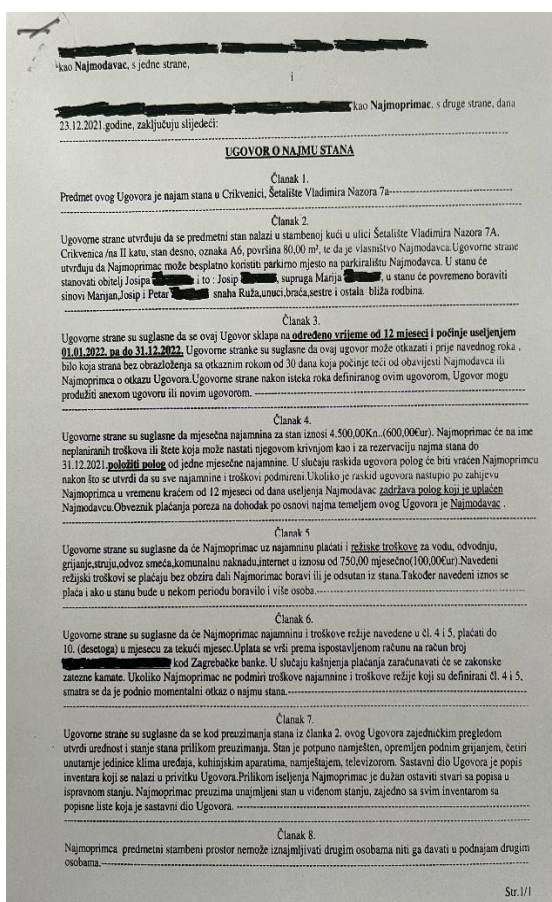 kao Najmodavac, s jedne strane,
i
kao Najmoprimac. s druge strane, dana
23.12.2021.godine, zaključuju slijedeći:
UGOVOR O NAJMU STANA
Članak 1.
Predmet ovog Ugovora je najam stana u Crikvenici, Šetalište Vladimira Nazora 7a
Članak 2.
Ugovorne strane utvrđuju da se predmetni stan nalazi u stambenoj kući u ulici Šetalište Vladimira Nazora 7A,
Crikvenica /na II katu, stan desno, oznaka A6, površina 80,00 m², te da je vlasništvo Najmodavca.Ugovorne strane
utvrđuju da Najmoprimac može besplatno koristiti parkirno mjesto na parkiralištu Najmodavca. U stanu će
stanovati obitelj Josipa i to : Josip , supruga Marija , u stanu će povremeno boraviti
sinovi Marijan,Josip i Petar snaha Ruža,unuci,braća,sestre i ostala bliža rodbina.
Članak 3.
Ugovorne strane su suglasne da se ovaj Ugovor sklapa na određeno vrijeme od 12 mjeseci i počinje useljenjem
01.01.2022. pa do 31.12.2022. Ugovorne stranke su suglasne da ovaj ugovor može otkazati i prije navednog roka ,
bilo koja strana bez obrazloženja sa otkaznim rokom od 30 dana koja počinje teći od obavijesti Najmodavca ili
Najmoprimca o otkazu Ugovora.Ugovorne strane nakon isteka roka definiranog ovim ugovorom, Ugovor mogu
produžiti anexom ugovoru ili novim ugovorom.
Članak 4.
Ugovorne strane su suglasne da mjesečna najamnina za stan iznosi 4.500,00Kn..(600,00€ur). Najmoprimac će na ime
neplaniranih troškova ili štete koja može nastati njegovom krivnjom kao i za rezervaciju najma stana do
31.12.2021.položiti polog od jedne mjesečne najamnine. U slučaju raskida ugovora polog će biti vraćen Najmoprimcu
nakon što se utvrdi da su sve najamnine i troškovi podmireni.Ukoliko je raskid ugovora nastupio po zahijevu
Najmoprimca u vremenu kraćem od 12 mjeseci od dana useljenja Najmodavac zadržava polog koji je uplaćen
Najmodavcu.Obveznik plaćanja poreza na dohodak po osnovi najma temeljem ovog Ugovora je Najmodavac .
Članak 5
Ugovorne strane su suglasne da će Najmoprimac uz najamninu plaćati i režiske troškove za vodu, odvodnju,
grijanje,struju,odvoz smeća,komunalnu naknadu,internet u iznosu od 750,00 mjesečno(100,00€ur).Navedeni
režijski troškovi se plaćaju bez obzira dali Najmorimac boravi ili je odsutan iz stana.Također navedeni iznos se
plaća i ako u stanu bude u nekom periodu boravilo i više osoba.
Članak 6.
Ugovorne strane su suglasne da će Najmoprimac najamninu i troškove režije navedene u čl. 4 i 5, plaćati do
10. (desetoga) u mjesecu za tekući mjesec.Uplata se vrši prema ispostavljenom računu na račun broj
kod Zagrebačke banke. U slučaju kašnjenja plaćanja zaračunavati će se zakonske
zatezne kamate. Ukoliko Najmoprimac ne podmiri troškove najamnine i troškove režije koji su definirani čl. 4 i 5,
smatra se da je podnio momentalni otkaz o najmu stana.
Članak 7.
Ugovorne strane su suglasne da se kod preuzimanja stana iz članka 2. ovog Ugovora zajedničkim pregledom
utvrdi urednost i stanje stana prilikom preuzimanja. Stan je potpuno namješten, opremljen podnim grijanjem, četiri
unutarnje jedinice klima uređaja, kuhinjskim aparatima, namještajem, televizorom. Sastavni dio Ugovora je popis
inventara koji se nalazi u privitku Ugovora.Prilikom iseljenja Najmoprimac je dužan ostaviti stvari sa popisa u
ispravnom stanju. Najmoprimac preuzima unajmljeni stan u viđenom stanju, zajedno sa svim inventarom sa
popisne liste koja je sastavni dio Ugovora.
Članak 8.
Najmoprimca, predmetni stambeni prostor nemože iznajmljivati drugim osobama niti ga davati u podnajam drugim
osobama.
Str.1/1